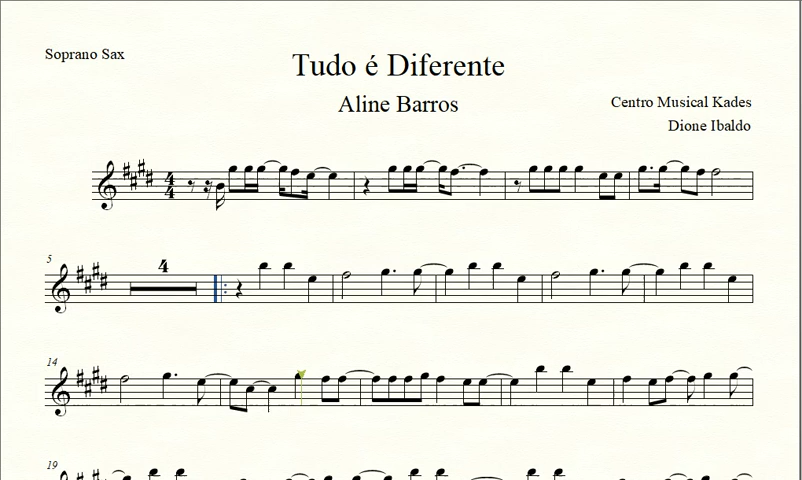 Soprano Sax
Tudo é Diferente
Aline Barros
Centro Musical Kades
Dione Ibaldo
4
4
5
4
14
19